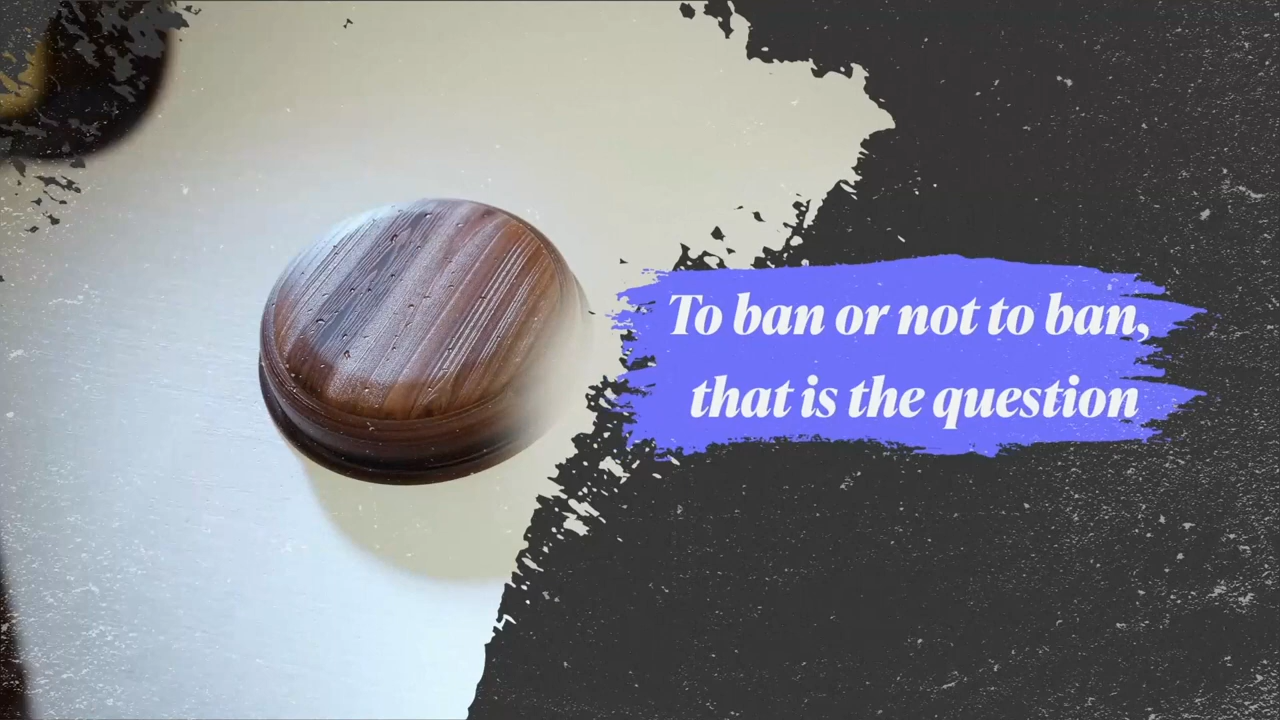 To ban or not to ban,
that is the question